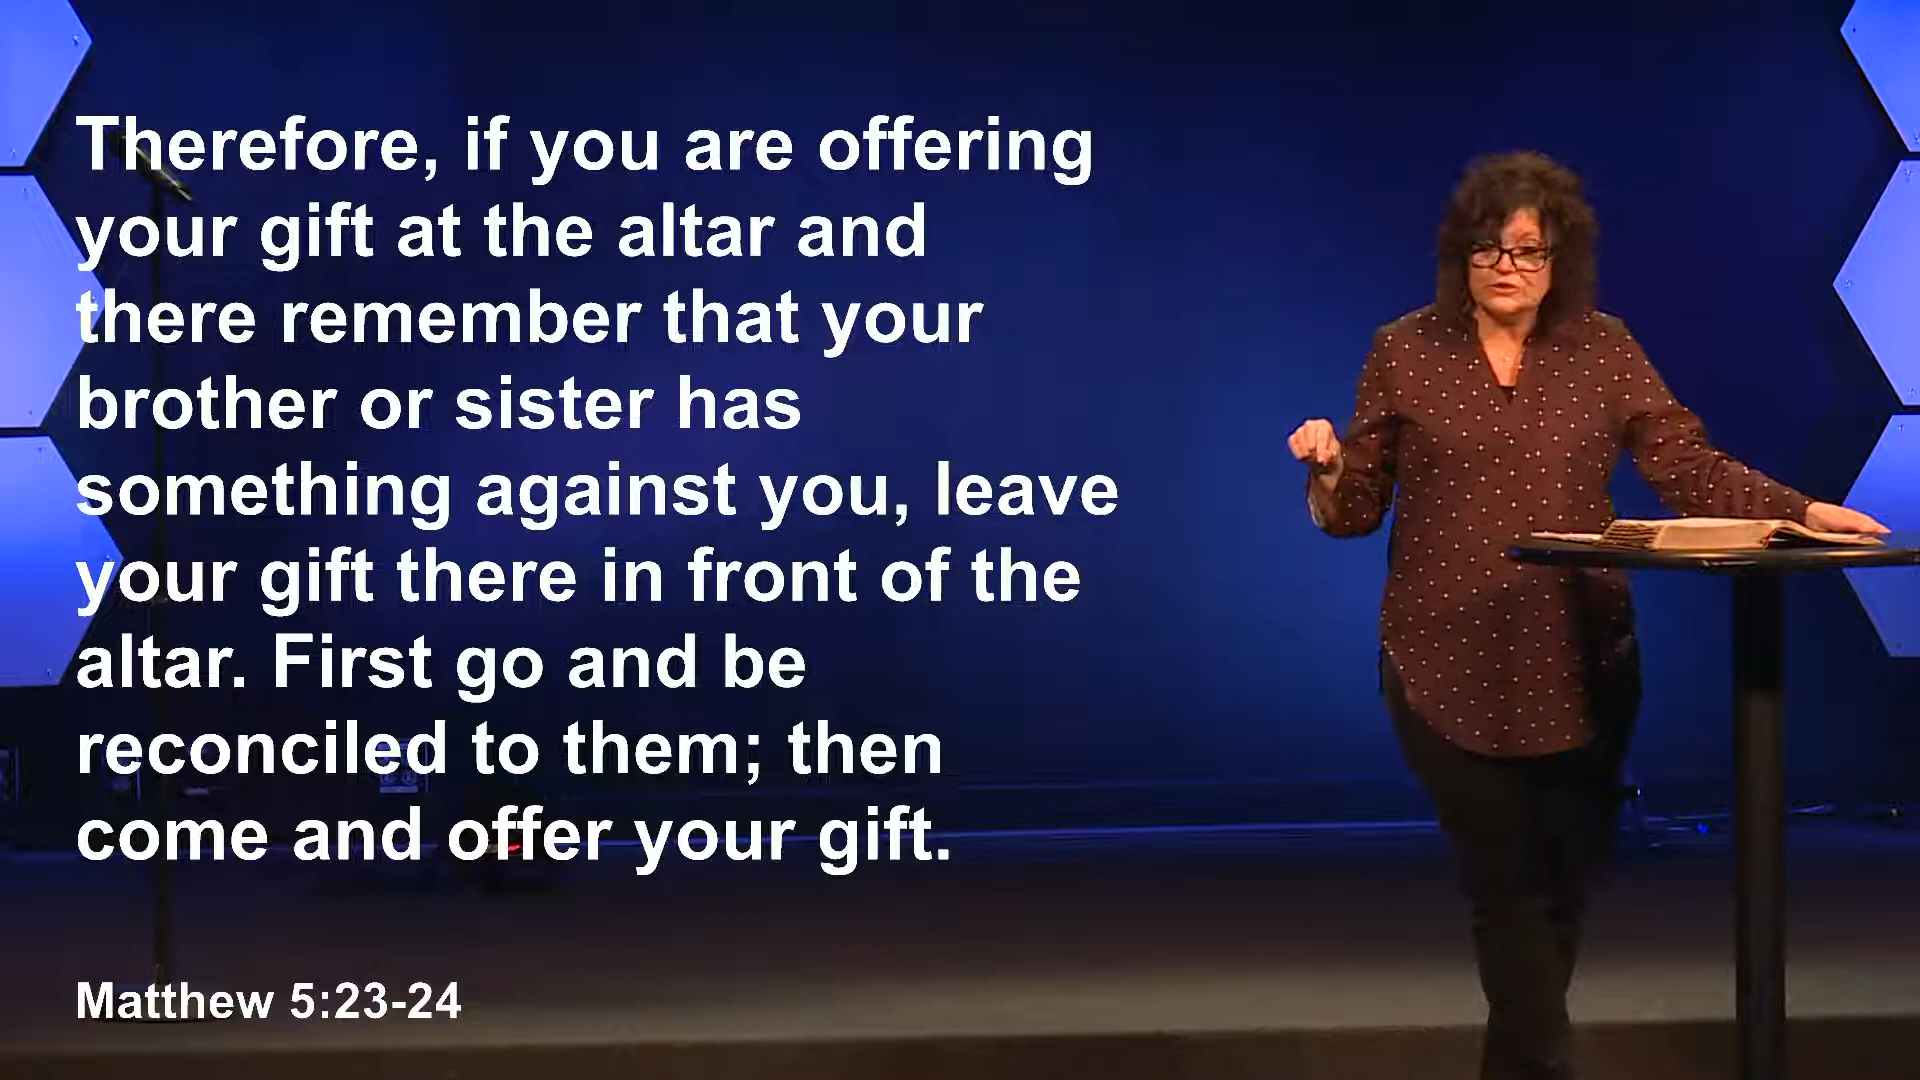 Therefore, if you are offering
your gift at the altar and
there remember that your
brother or sister has
something against you, leave
your gift there in front of the
altar. First go and be
reconciled to them; then
come and offer your gift.
Matthew 5:23-24